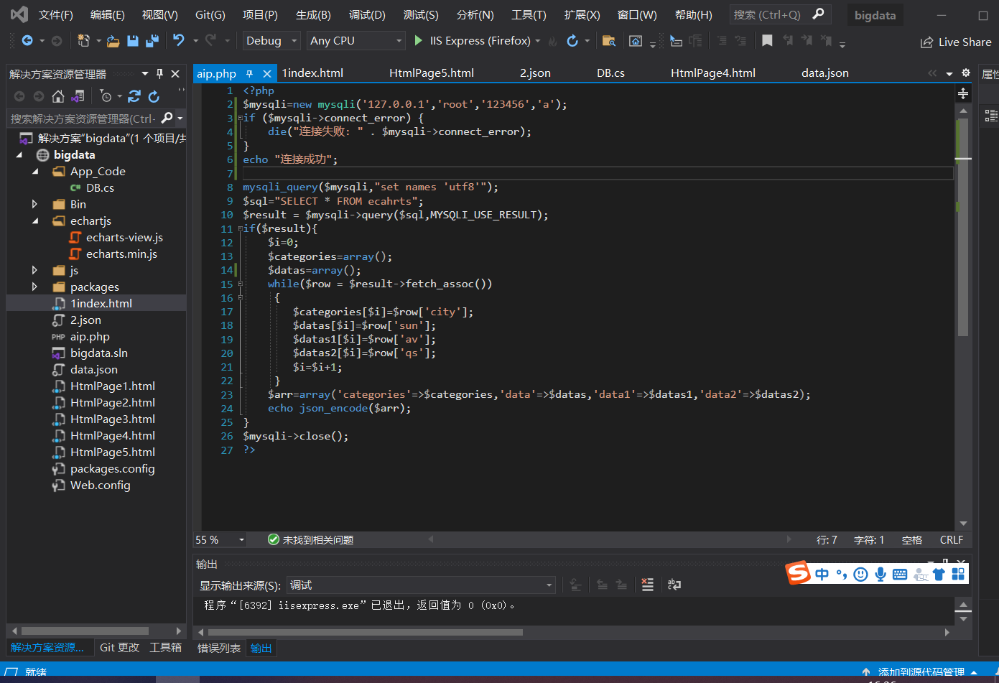 文件(F) 编辑(E) 视图(V) Git(G) 项目(P) 生成(B) 调试(D) 测试(S) 分析(N) 工具(T) 扩展(X) 窗口(W) 帮助(H) 搜索 (Ctrl+Q) bigdata
Debug Any CPU IIS Express (Firefox) Live Share
解决方案资源管理器
搜索解决方案资源管理器(Ctrl-
解决方案"bigdata"(1 个项目/共
bigdata
App_Code
C# DB.cs
Bin
echartjs
echarts-view.js
echarts.min.js
js
packages
1index.html
2.json
PHP aip.php
bigdata.sln
data.json
HtmlPage1.html
HtmlPage2.html
HtmlPage3.html
HtmlPage4.html
HtmlPage5.html
packages.config
Web.config
解决方案资源... Git 更改 工具箱
aip.php 1index.html HtmlPage5.html 2.json DB.cs HtmlPage4.html data.json
属性
1 <?php
2 $mysqli=new mysqli('127.0.0.1','root','123456','a');
3 if ($mysqli->connect_error) {
4 die("连接失败: " . $mysqli->connect_error);
5 }
6 echo "连接成功";
7
8 mysqli_query($mysqli,"set names 'utf8'");
9 $sql="SELECT * FROM ecahrts";
10 $result = $mysqli->query($sql,MYSQLI_USE_RESULT);
11 if($result){
12 $i=0;
13 $categories=array();
14 $datas=array();
15 while($row = $result->fetch_assoc())
16 {
17 $categories[$i]=$row['city'];
18 $datas[$i]=$row['sun'];
19 $datas1[$i]=$row['av'];
20 $datas2[$i]=$row['qs'];
21 $i=$i+1;
22 }
23 $arr=array('categories'=>$categories,'data'=>$datas,'data1'=>$datas1,'data2'=>$datas2);
24 echo json_encode($arr);
25 }
26 $mysqli->close();
27 ?>
55 % 未找到相关问题 行: 7 字符: 1 空格 CRLF
输出
显示输出来源(S): 调试
程序“[6392] iisexpress.exe”已退出，返回值为 0 (0x0)。
S 中
错误列表 输出
就绪 添加到源代码管理